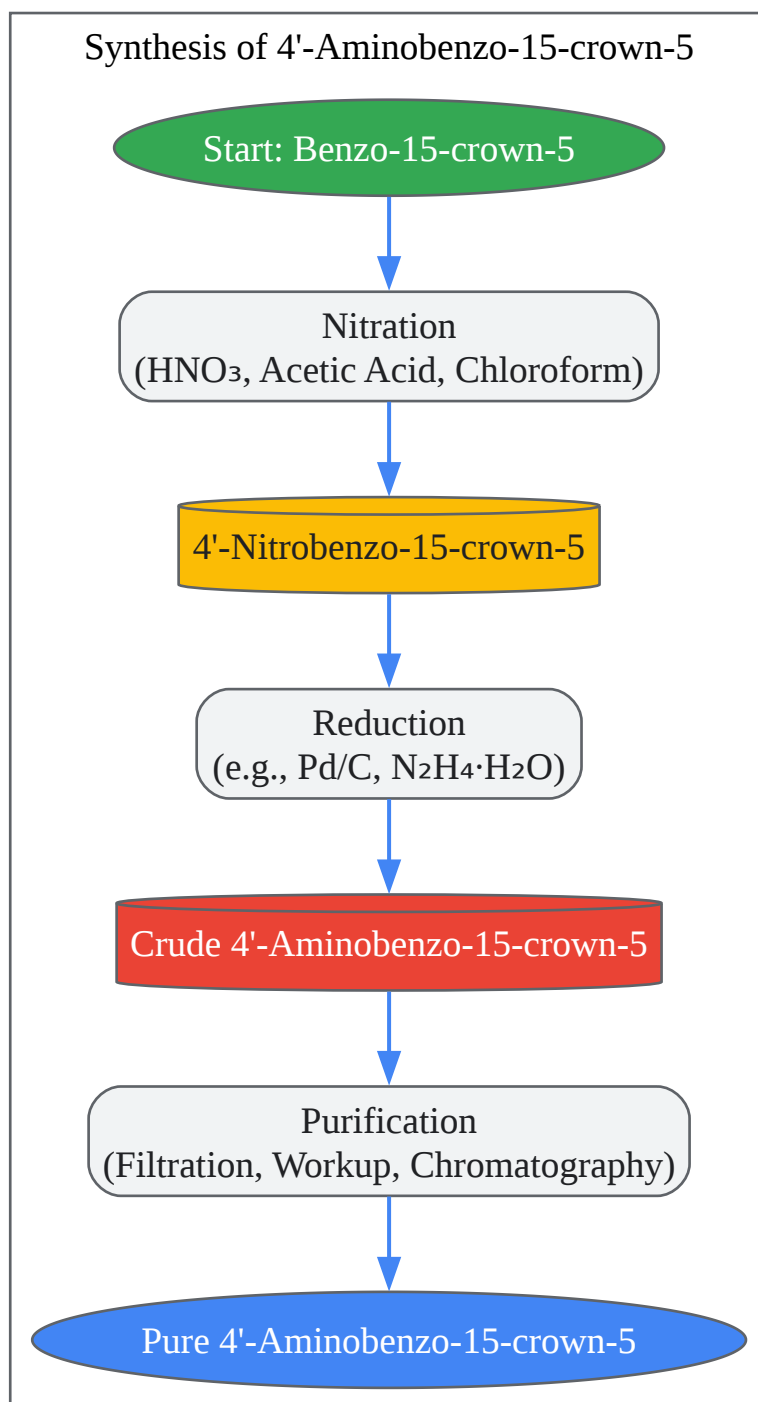 Synthesis of 4'-Aminobenzo-15-crown-5
Start: Benzo-15-crown-5
Nitration
(HNO₃, Acetic Acid, Chloroform)
4'-Nitrobenzo-15-crown-5
Reduction
(e.g., Pd/C, N₂H₄·H₂O)
Crude 4'-Aminobenzo-15-crown-5
Purification
(Filtration, Workup, Chromatography)
Pure 4'-Aminobenzo-15-crown-5